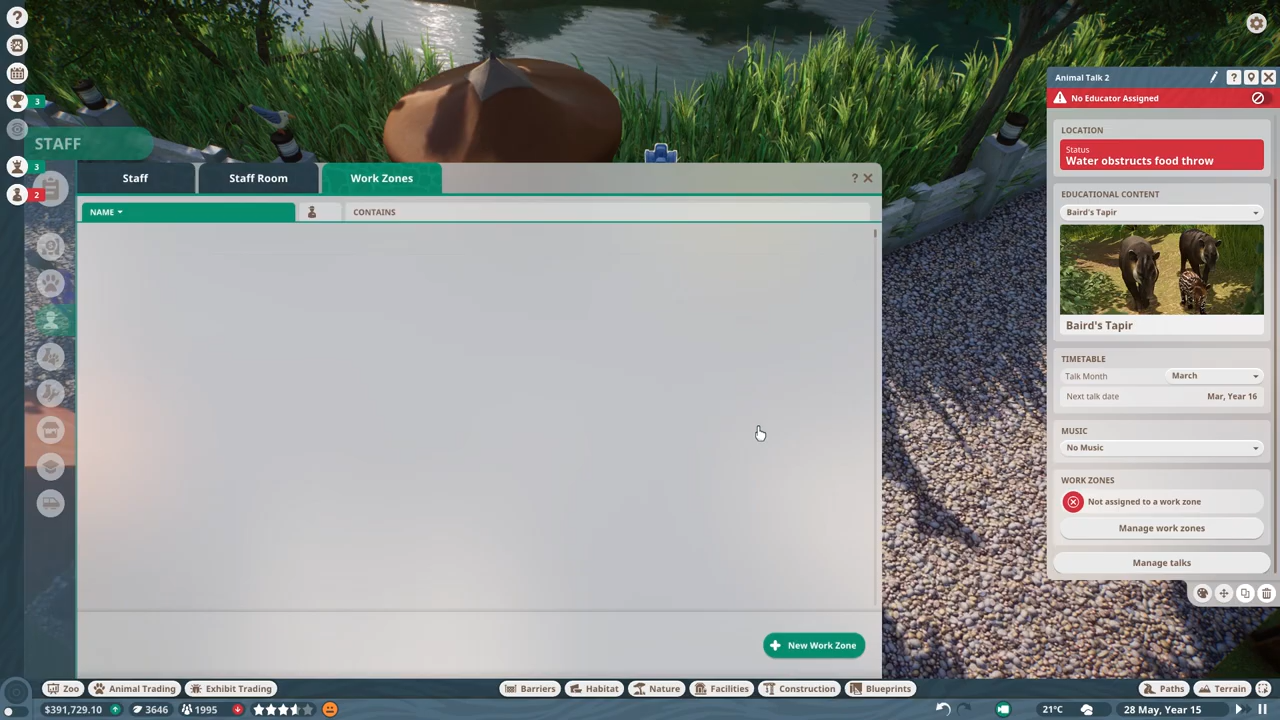 Animal Talk 2
No Educator Assigned
3
STAFF
3
2
Staff
Staff Room
Work Zones
?
NAME
CONTAINS
LOCATION
Status
Water obstructs food throw
EDUCATIONAL CONTENT
Baird's Tapir
Baird's Tapir
TIMETABLE
Talk Month
March
Next talk date
Mar, Year 16
MUSIC
No Music
WORK ZONES
Not assigned to a work zone
Manage work zones
Manage talks
New Work Zone
Zoo
Animal Trading
Exhibit Trading
Barriers
Habitat
Nature
Facilities
Construction
Blueprints
Paths
Terrain
$391,729.10
3646
1995
21°C
28 May, Year 15